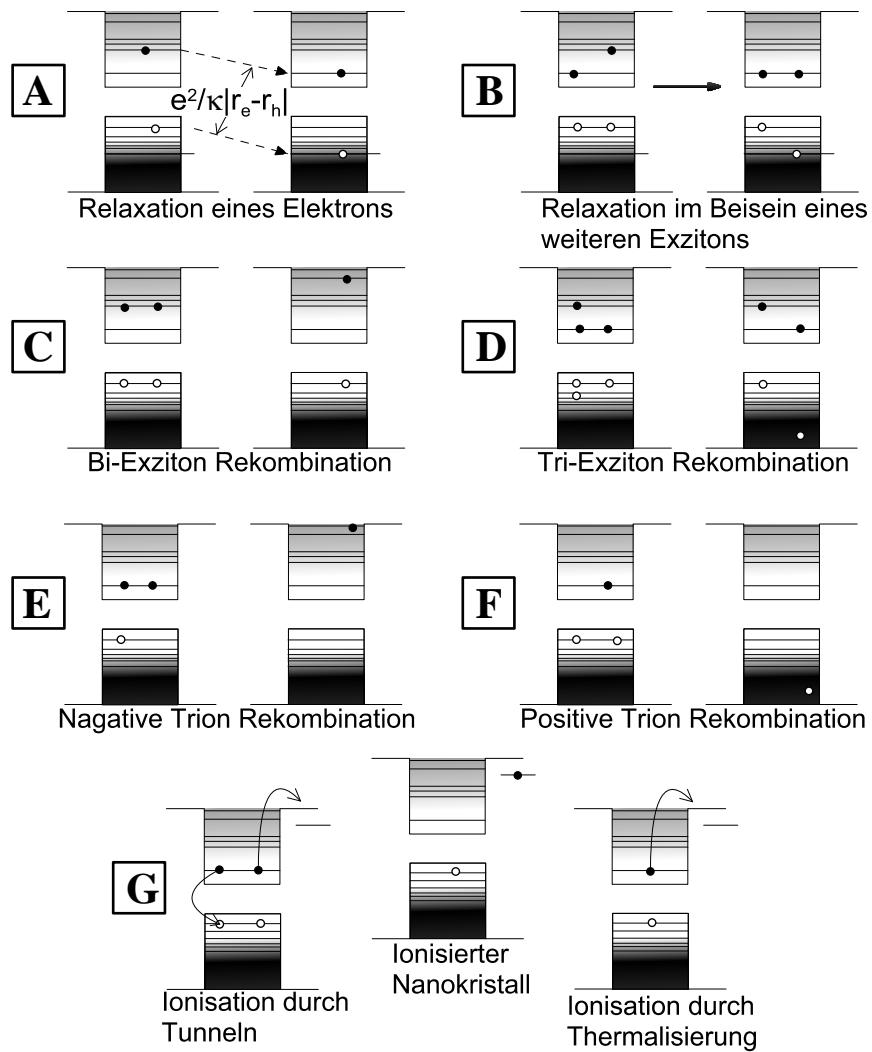 A
e²/κ|rₑ-rₕ|
Relaxation eines Elektrons
B
Relaxation im Beisein eines
weiteren Exzitons
C
Bi-Exziton Rekombination
D
Tri-Exziton Rekombination
E
Nagative Trion Rekombination
F
Positive Trion Rekombination
G
Ionisation durch
Tunneln
Ionisierter
Nanokristall
Ionisation durch
Thermalisierung